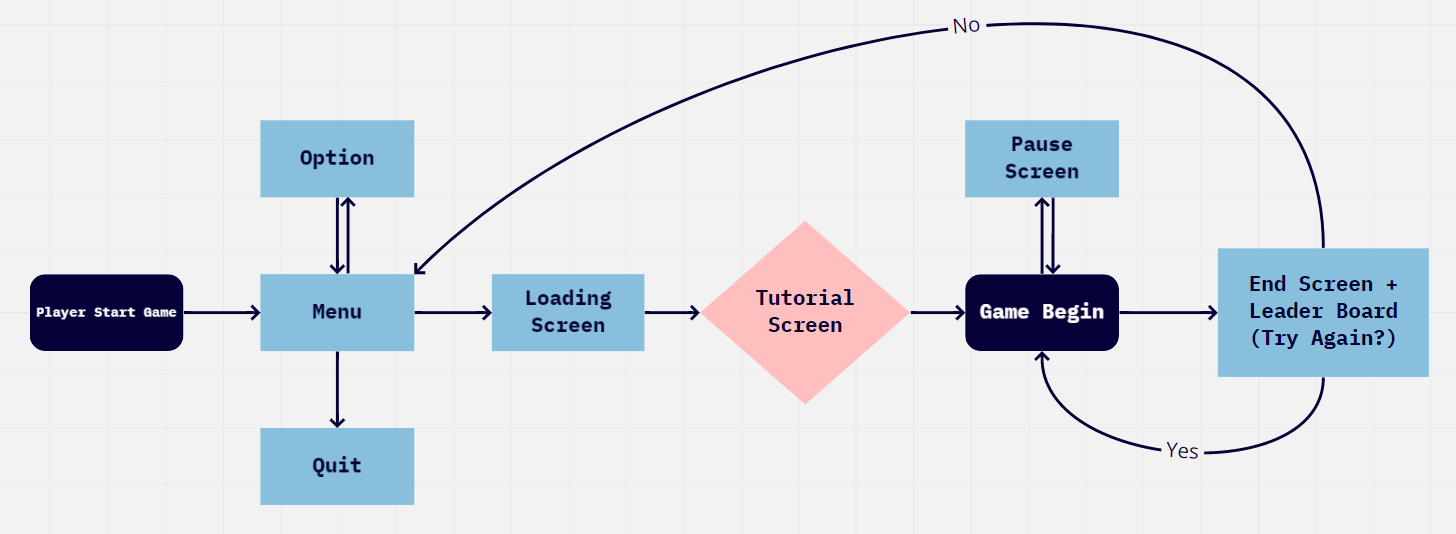 No
Option
Pause
Screen
Player Start Game
Menu
Loading
Screen
Tutorial
Screen
Game Begin
End Screen +
Leader Board
(Try Again?)
Yes
Quit